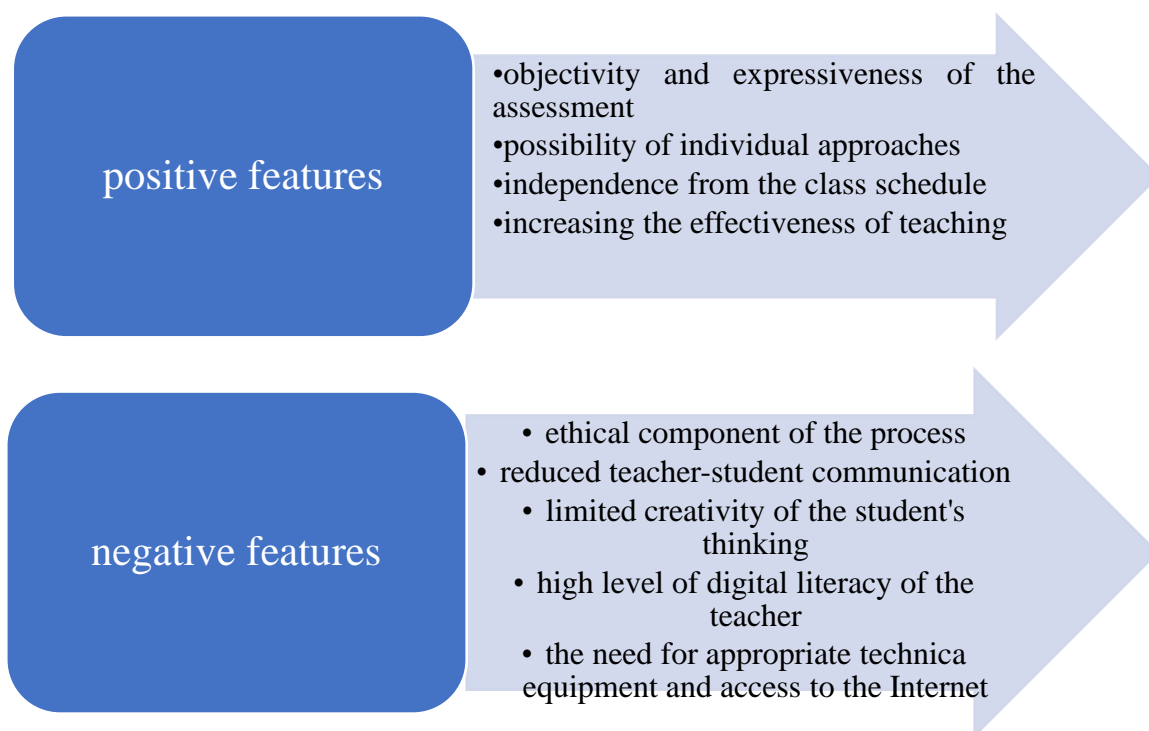 positive features
•objectivity and expressiveness of the
assessment
•possibility of individual approaches
•independence from the class schedule
•increasing the effectiveness of teaching
negative features
• ethical component of the process
• reduced teacher-student communication
• limited creativity of the student's
thinking
• high level of digital literacy of the
teacher
• the need for appropriate technica
equipment and access to the Internet